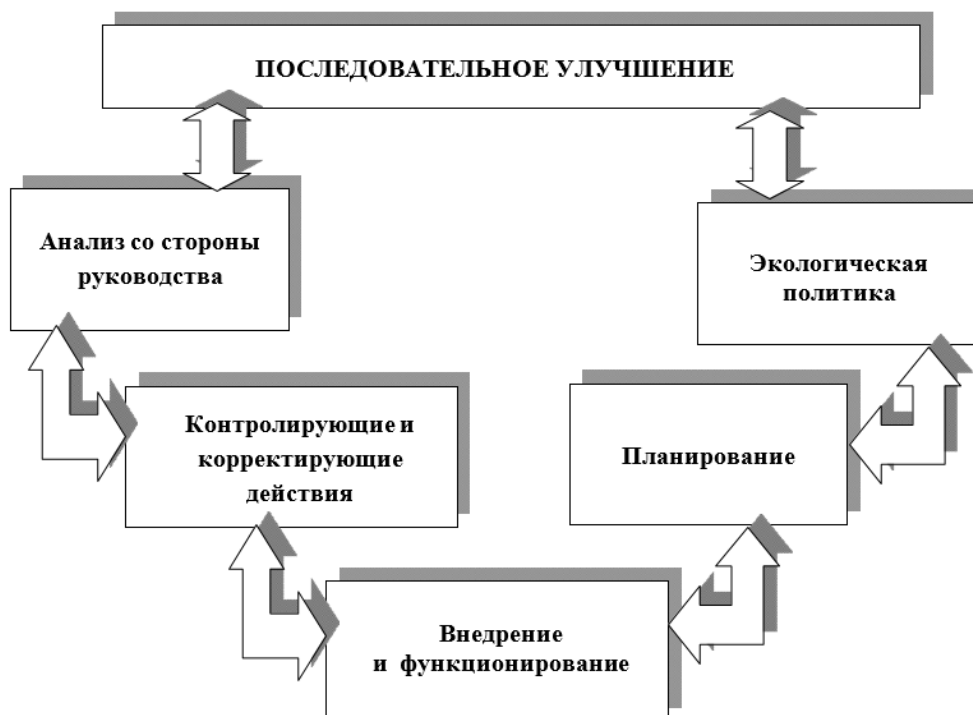 ПОСЛЕДОВАТЕЛЬНОЕ УЛУЧШЕНИЕ
Анализ со стороны
руководства
Экологическая
политика
Контролирующие и
корректирующие
действия
Планирование
Внедрение
и функционирование